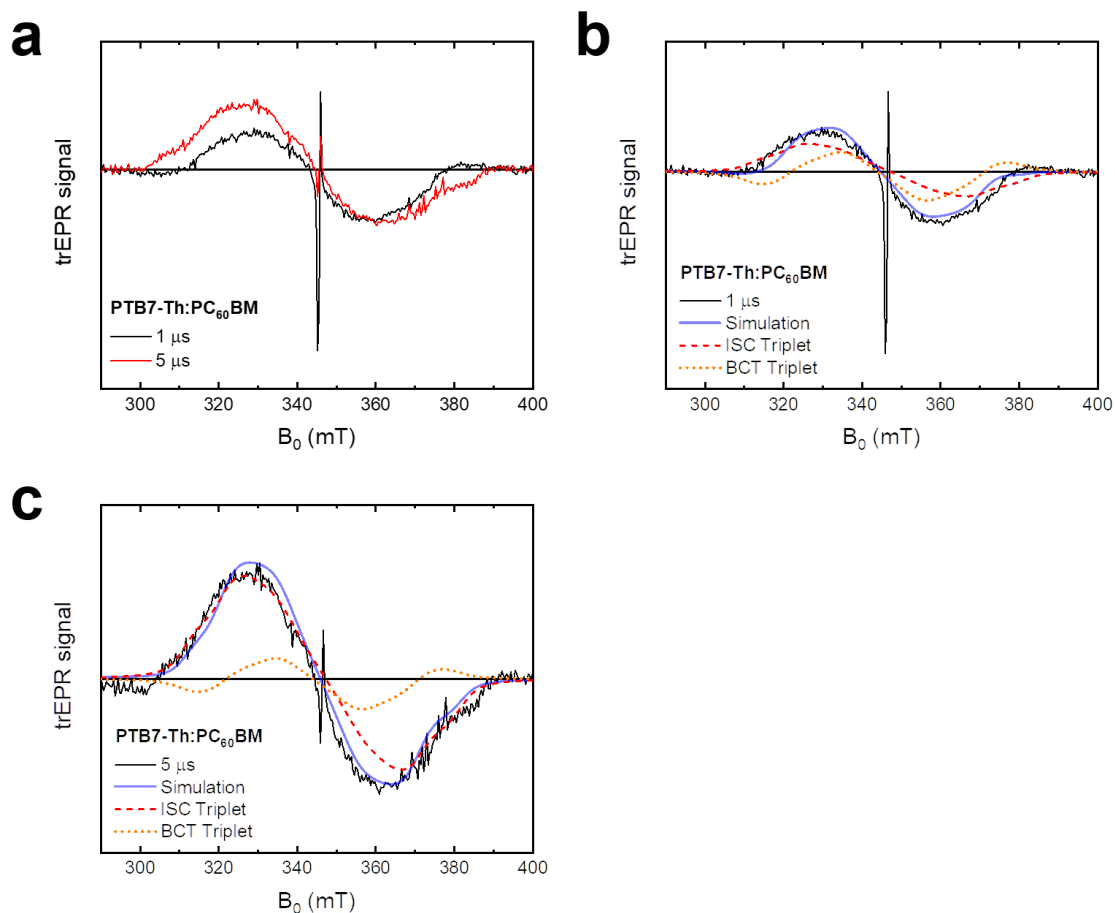 a
trEPR signal
PTB7-Th:PC60BM
1 μs
5 μs
300 320 340 360 380 400
B0 (mT)
b
trEPR signal
PTB7-Th:PC60BM
1 μs
Simulation
ISC Triplet
BCT Triplet
300 320 340 360 380 400
B0 (mT)
c
trEPR signal
PTB7-Th:PC60BM
5 μs
Simulation
ISC Triplet
BCT Triplet
300 320 340 360 380 400
B0 (mT)